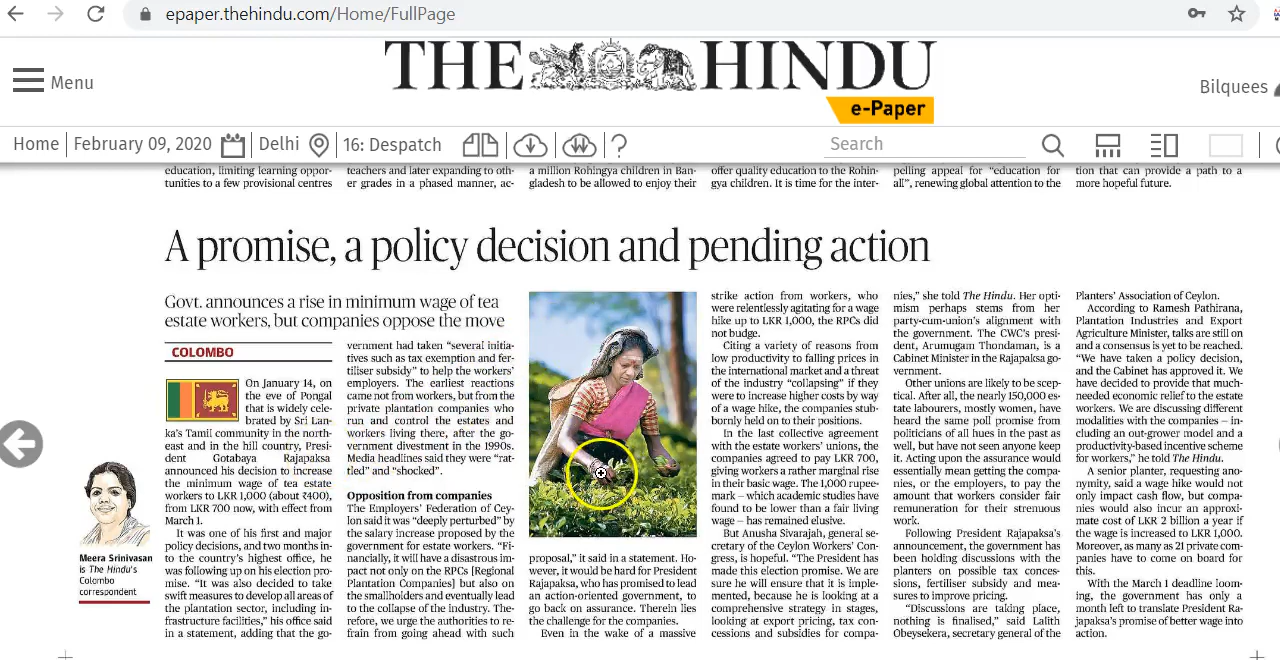 epaper.thehindu.com/Home/FullPage
THE HINDU
e-Paper
Menu
Bilquees
Home
February 09, 2020
Delhi
16: Despatch
?
Search
education, limiting learning oppor-
tunities to a few provisional centres
teachers and later expanding to oth-
er grades in a phased manner, ac-
a million Rohingya children in Ban-
gladesh to be allowed to enjoy their
offer quality education to the Rohin-
gya children. It is time for the inter-
pelling appeal for "education for
all", renewing global attention to the
tion that can provide a path to a
more hopeful future.
A promise, a policy decision and pending action
Govt. announces a rise in minimum wage of tea
estate workers, but companies oppose the move
Meera Srinivasan
is The Hindu's
Colombo
correspondent
COLOMBO
On January 14, on
the eve of Pongal
that is widely cele-
brated by Sri Lan-
ka's Tamil community in the north-
east and in the hill country, Presi-
dent Gotabaya Rajapaksa
announced his decision to increase
the minimum wage of tea estate
workers to LKR 1,000 (about ₹400),
from LKR 700 now, with effect from
March 1.
It was one of his first and major
policy decisions, and two months in-
to the country's highest office, he
was following up on his election pro-
mise. "It was also decided to take
swift measures to develop all areas of
the plantation sector, including in-
frastructure facilities," his office said
in a statement, adding that the go-
vernment had taken "several initia-
tives such as tax exemption and fer-
tiliser subsidy" to help the workers'
employers. The earliest reactions
came not from workers, but from the
private plantation companies who
run and control the estates and
workers living there, after the go-
vernment divestment in the 1990s.
Media headlines said they were "rat-
tled" and "shocked".
Opposition from companies
The Employers' Federation of Cey-
lon said it was "deeply perturbed" by
the salary increase proposed by the
government for estate workers. "Fi-
nancially, it will have a disastrous im-
pact not only on the RPCs [Regional
Plantation Companies] but also on
the smallholders and eventually lead
to the collapse of the industry. The-
refore, we urge the authorities to re-
frain from going ahead with such
proposal," it said in a statement. Ho-
wever, it would be hard for President
Rajapaksa, who has promised to lead
an action-oriented government, to
go back on assurance. Therein lies
the challenge for the companies.
Even in the wake of a massive
strike action from workers, who
were relentlessly agitating for a wage
hike up to LKR 1,000, the RPCs did
not budge.
Citing a variety of reasons from
low productivity to falling prices in
the international market and a threat
of the industry "collapsing" if they
were to increase higher costs by way
of a wage hike, the companies stub-
bornly held on to their positions.
In the last collective agreement
with the estate workers' unions, the
companies agreed to pay LKR 700,
giving workers a rather marginal rise
in their basic wage. The 1,000 rupee-
mark – which academic studies have
found to be lower than a fair living
wage – has remained elusive.
But Anusha Sivarajah, general se-
cretary of the Ceylon Workers' Con-
gress, is hopeful. "The President has
made this election promise. We are
sure he will ensure that it is imple-
mented, because he is looking at a
comprehensive strategy in stages,
looking at export pricing, tax con-
cessions and subsidies for compa-
nies," she told The Hindu. Her opti-
mism perhaps stems from her
party-cum-union's alignment with
the government. The CWC's presi-
dent, Arumugam Thondaman, is a
Cabinet Minister in the Rajapaksa go-
vernment.
Other unions are likely to be scep-
tical. After all, the nearly 150,000 es-
tate labourers, mostly women, have
heard the same poll promise from
politicians of all hues in the past as
well, but have not seen anyone keep
it. Acting upon the assurance would
essentially mean getting the compa-
nies, or the employers, to pay the
amount that workers consider fair
remuneration for their strenuous
work.
Following President Rajapaksa's
announcement, the government has
been holding discussions with the
planters on possible tax conces-
sions, fertiliser subsidy and mea-
sures to improve pricing.
"Discussions are taking place,
nothing is finalised," said Lalith
Obeysekera, secretary general of the
Planters' Association of Ceylon.
According to Ramesh Pathirana,
Plantation Industries and Export
Agriculture Minister, talks are still on
and a consensus is yet to be reached.
"We have taken a policy decision,
and the Cabinet has approved it. We
have decided to provide that much-
needed economic relief to the estate
workers. We are discussing different
modalities with the companies – in-
cluding an out-grower model and a
productivity-based incentive scheme
for workers," he told The Hindu.
A senior planter, requesting ano-
nymity, said a wage hike would not
only impact cash flow, but compa-
nies would also incur an approxi-
mate cost of LKR 2 billion a year if
the wage is increased to LKR 1,000.
Moreover, as many as 21 private com-
panies have to come on board for
this.
With the March 1 deadline loom-
ing, the government has only a
month left to translate President Ra-
japaksa's promise of better wage into
action.